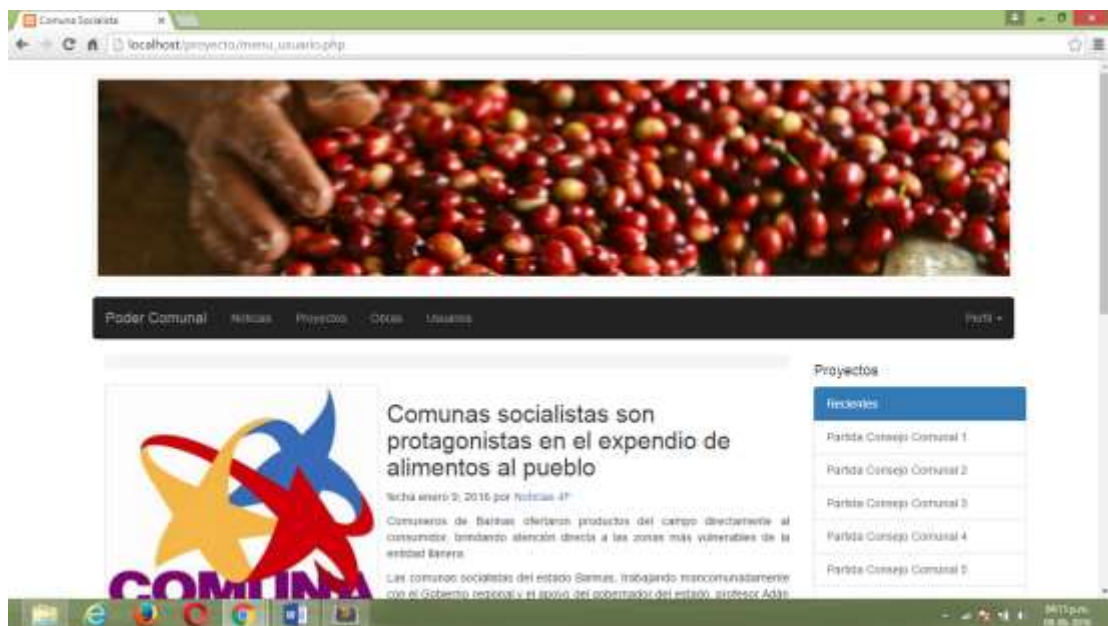 Comuna Socialista
localhost/proyecto/menu_usuario.php
Poder Comunal Noticias Proyectos Obras Usuarios Perfil
Comunas socialistas son
protagonistas en el expendio de
alimentos al pueblo
fecha enero 9, 2016 por Noticias 4F
Comuneros de Barinas ofertaron productos del campo directamente al
consumidor, brindando atención directa a las zonas más vulnerables de la
entidad llanera.
Las comunas socialistas del estado Barinas, trabajando mancomunadamente
con el Gobierno regional y el apoyo del gobernador del estado, profesor Adán
COMUNA
Proyectos
Recientes
Partida Consejo Comunal 1
Partida Consejo Comunal 2
Partida Consejo Comunal 3
Partida Consejo Comunal 4
Partida Consejo Comunal 5
04:11 p.m.